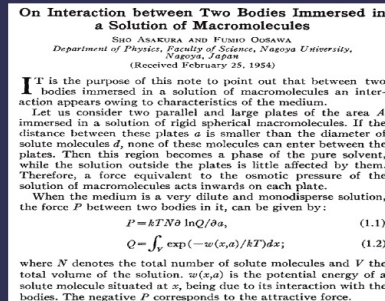 On Interaction between Two Bodies Immersed in
a Solution of Macromolecules
SHO ASAKURA AND FUMIO OOSAWA
Department of Physics, Faculty of Science, Nagoya University,
Nagoya, Japan
(Received February 25, 1954)
IT is the purpose of this note to point out that between two
bodies immersed in a solution of macromolecules an inter-
action appears owing to characteristics of the medium.
Let us consider two parallel and large plates of the area A
immersed in a solution of rigid spherical macromolecules. If the
distance between these plates a is smaller than the diameter of
solute molecules d, none of these molecules can enter between the
plates. Then this region becomes a phase of the pure solvent,
while the solution outside the plates is little affected by them.
Therefore, a force equivalent to the osmotic pressure of the
solution of macromolecules acts inwards on each plate.
When the medium is a very dilute and monodisperse solution,
the force P between two bodies in it, can be given by:
P=kTN∂ lnQ/∂a, (1.1)
Q=∫V exp(−w(x,a)/kT)dx; (1.2)
where N denotes the total number of solute molecules and V the
total volume of the solution. w(x,a) is the potential energy of a
solute molecule situated at x, being due to its interaction with the
bodies. The negative P corresponds to the attractive force.